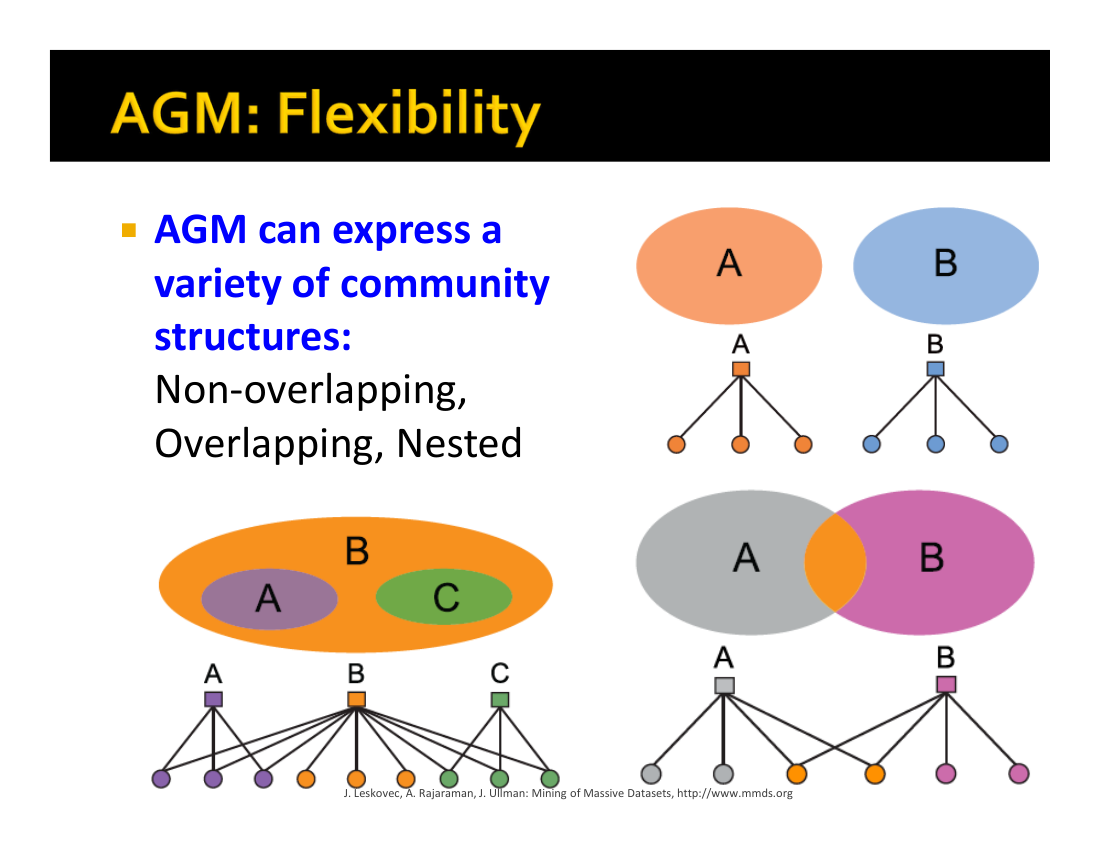 AGM: Flexibility
AGM can express a
variety of community
structures:
Non-overlapping,
Overlapping, Nested
A B
A B
B
A C
A B C
A B
A B
J. Leskovec, A. Rajaraman, J. Ullman: Mining of Massive Datasets, http://www.mmds.org